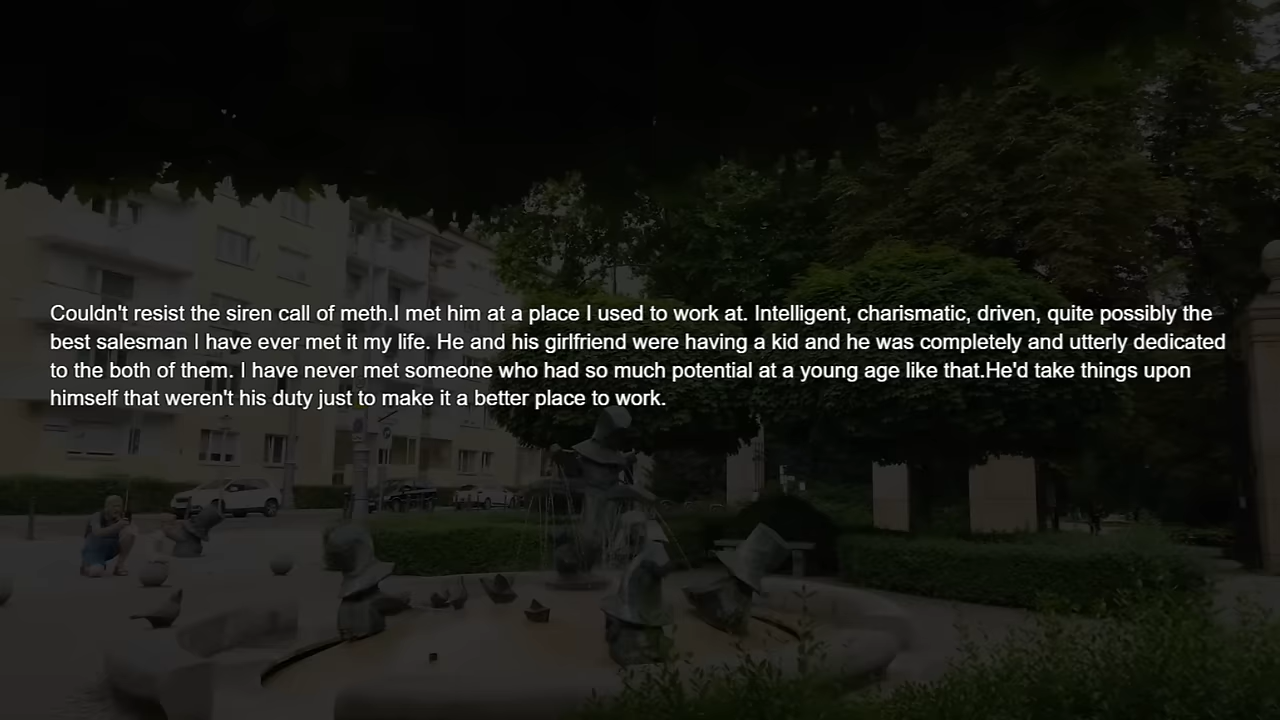 Couldn't resist the siren call of meth.I met him at a place I used to work at. Intelligent, charismatic, driven, quite possibly the
best salesman I have ever met it my life. He and his girlfriend were having a kid and he was completely and utterly dedicated
to the both of them. I have never met someone who had so much potential at a young age like that.He'd take things upon
himself that weren't his duty just to make it a better place to work.